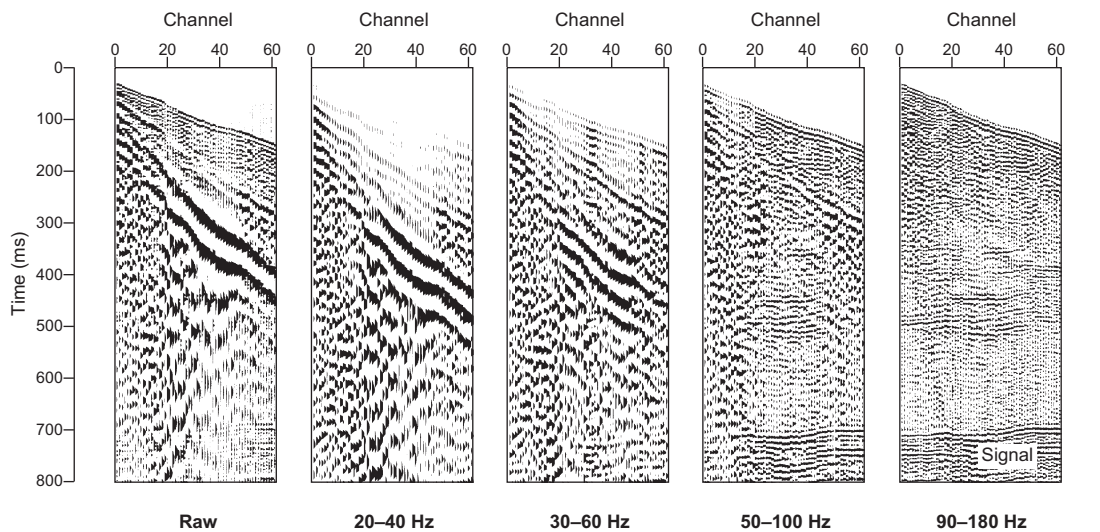 Channel Channel Channel Channel Channel
0 20 40 60 0 20 40 60 0 20 40 60 0 20 40 60 0 20 40 60
0
100
200
300
400
500
600
700
800
Time (ms)
Signal
Raw 20–40 Hz 30–60 Hz 50–100 Hz 90–180 Hz